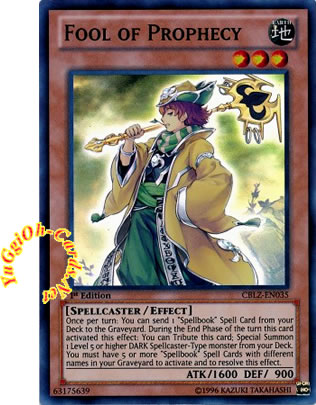 FOOL OF PROPHECY
EARTH
地
YuGgiOh-Cards.Net
1st Edition
CBLZ-EN035
[SPELLCASTER / EFFECT]
Once per turn: You can send 1 "Spellbook" Spell Card from your
Deck to the Graveyard. During the End Phase of the turn this card
activated this effect: You can Tribute this card; Special Summon
1 Level 5 or higher DARK Spellcaster-Type monster from your Deck.
You must have 5 or more "Spellbook" Spell Cards with different
names in your Graveyard to activate and to resolve this effect.
ATK/1600 DEF/ 900
63175639
©1996 KAZUKI TAKAHASHI